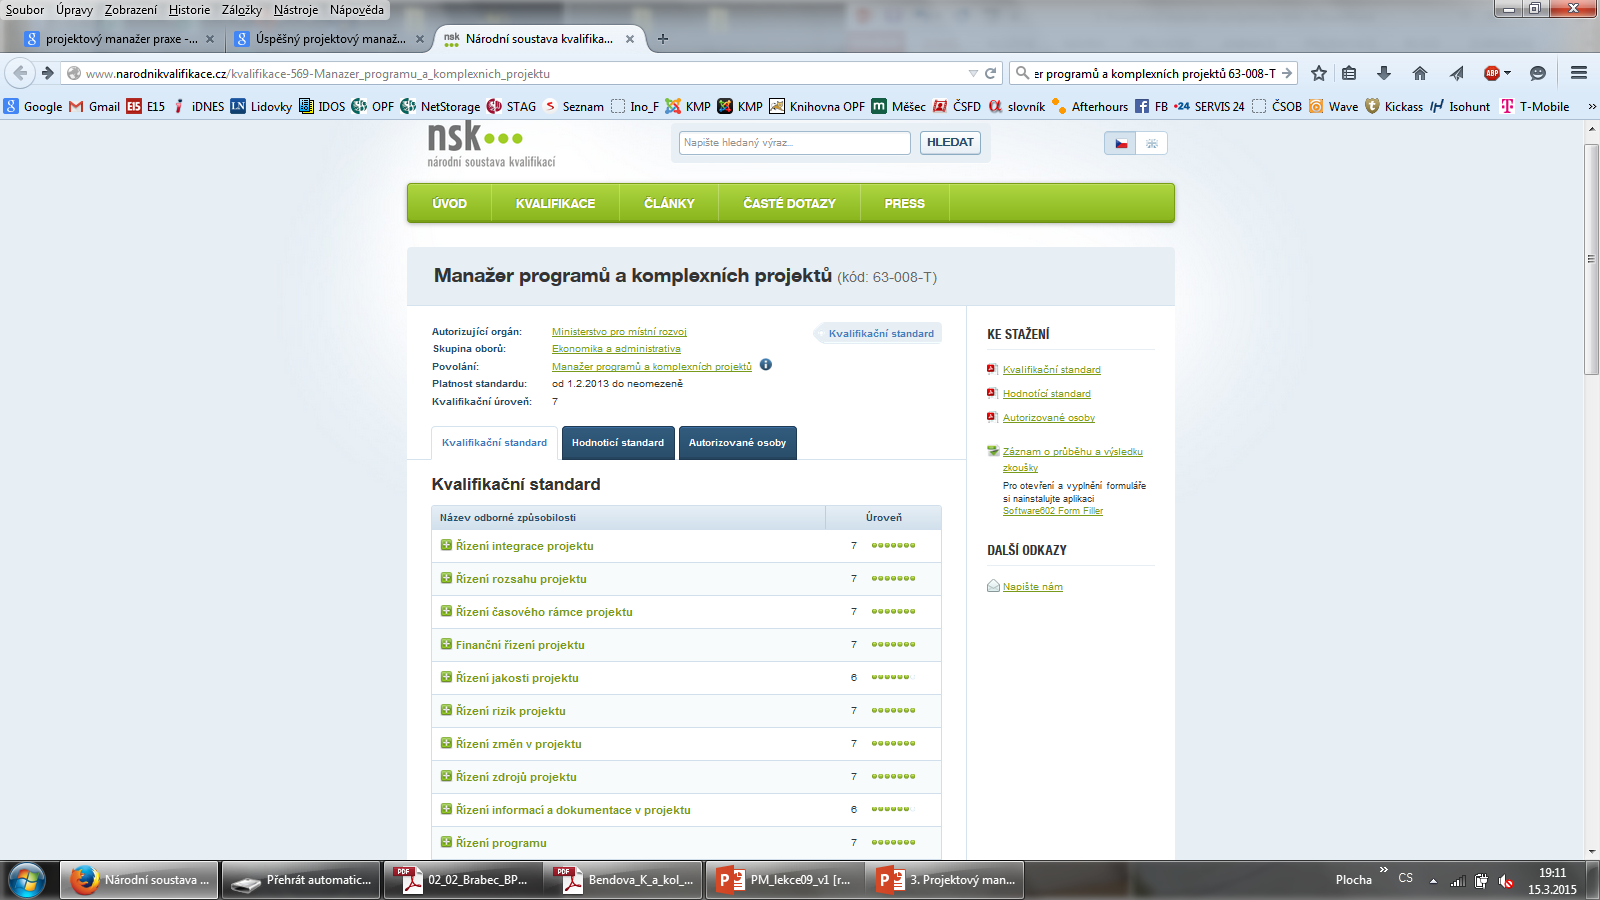 Soubor Úpravy Zobrazení Historie Záložky Nástroje Nápověda
projektový manažer praxe -...
Úspěšný projektový manaž...
Národní soustava kvalifika...
www.narodnikvalifikace.cz/kvalifikace-569-Manazer_programu_a_komplexnich_projektu
er programů a komplexních projektů 63-008-T
Google Gmail E15 iDNES Lidovky IDOS OPF NetStorage STAG Seznam Ino_F KMP KMP Knihovna OPF Měšec ČSFD slovník Afterhours FB SERVIS 24 ČSOB Wave Kickass Isohunt T-Mobile
nsk
národní soustava kvalifikací
Napište hledaný výraz...
HLEDAT
ÚVOD KVALIFIKACE ČLÁNKY ČASTÉ DOTAZY PRESS
Manažer programů a komplexních projektů (kód: 63-008-T)
Autorizující orgán: Ministerstvo pro místní rozvoj
Skupina oborů: Ekonomika a administrativa
Povolání: Manažer programů a komplexních projektů
Platnost standardu: od 1.2.2013 do neomezeně
Kvalifikační úroveň: 7
Kvalifikační standard
Kvalifikační standard Hodnotící standard Autorizované osoby
Kvalifikační standard
Název odborné způsobilosti Úroveň
Řízení integrace projektu 7
Řízení rozsahu projektu 7
Řízení časového rámce projektu 7
Finanční řízení projektu 7
Řízení jakosti projektu 6
Řízení rizik projektu 7
Řízení změn v projektu 7
Řízení zdrojů projektu 7
Řízení informací a dokumentace v projektu 6
Řízení programu 7
KE STAŽENÍ
Kvalifikační standard
Hodnotící standard
Autorizované osoby
Záznam o průběhu a výsledku
zkoušky
Pro otevření a vyplnění formuláře
si nainstalujte aplikaci
Software602 Form Filler
DALŠÍ ODKAZY
Napište nám
Národní soustava ...
Přehrát automatic...
02_02_Brabec_BP...
Bendova_K_a_kol_...
PM_lekce09_v1 [r...
3. Projektový man...
Plocha
CS
19:11
15.3.2015